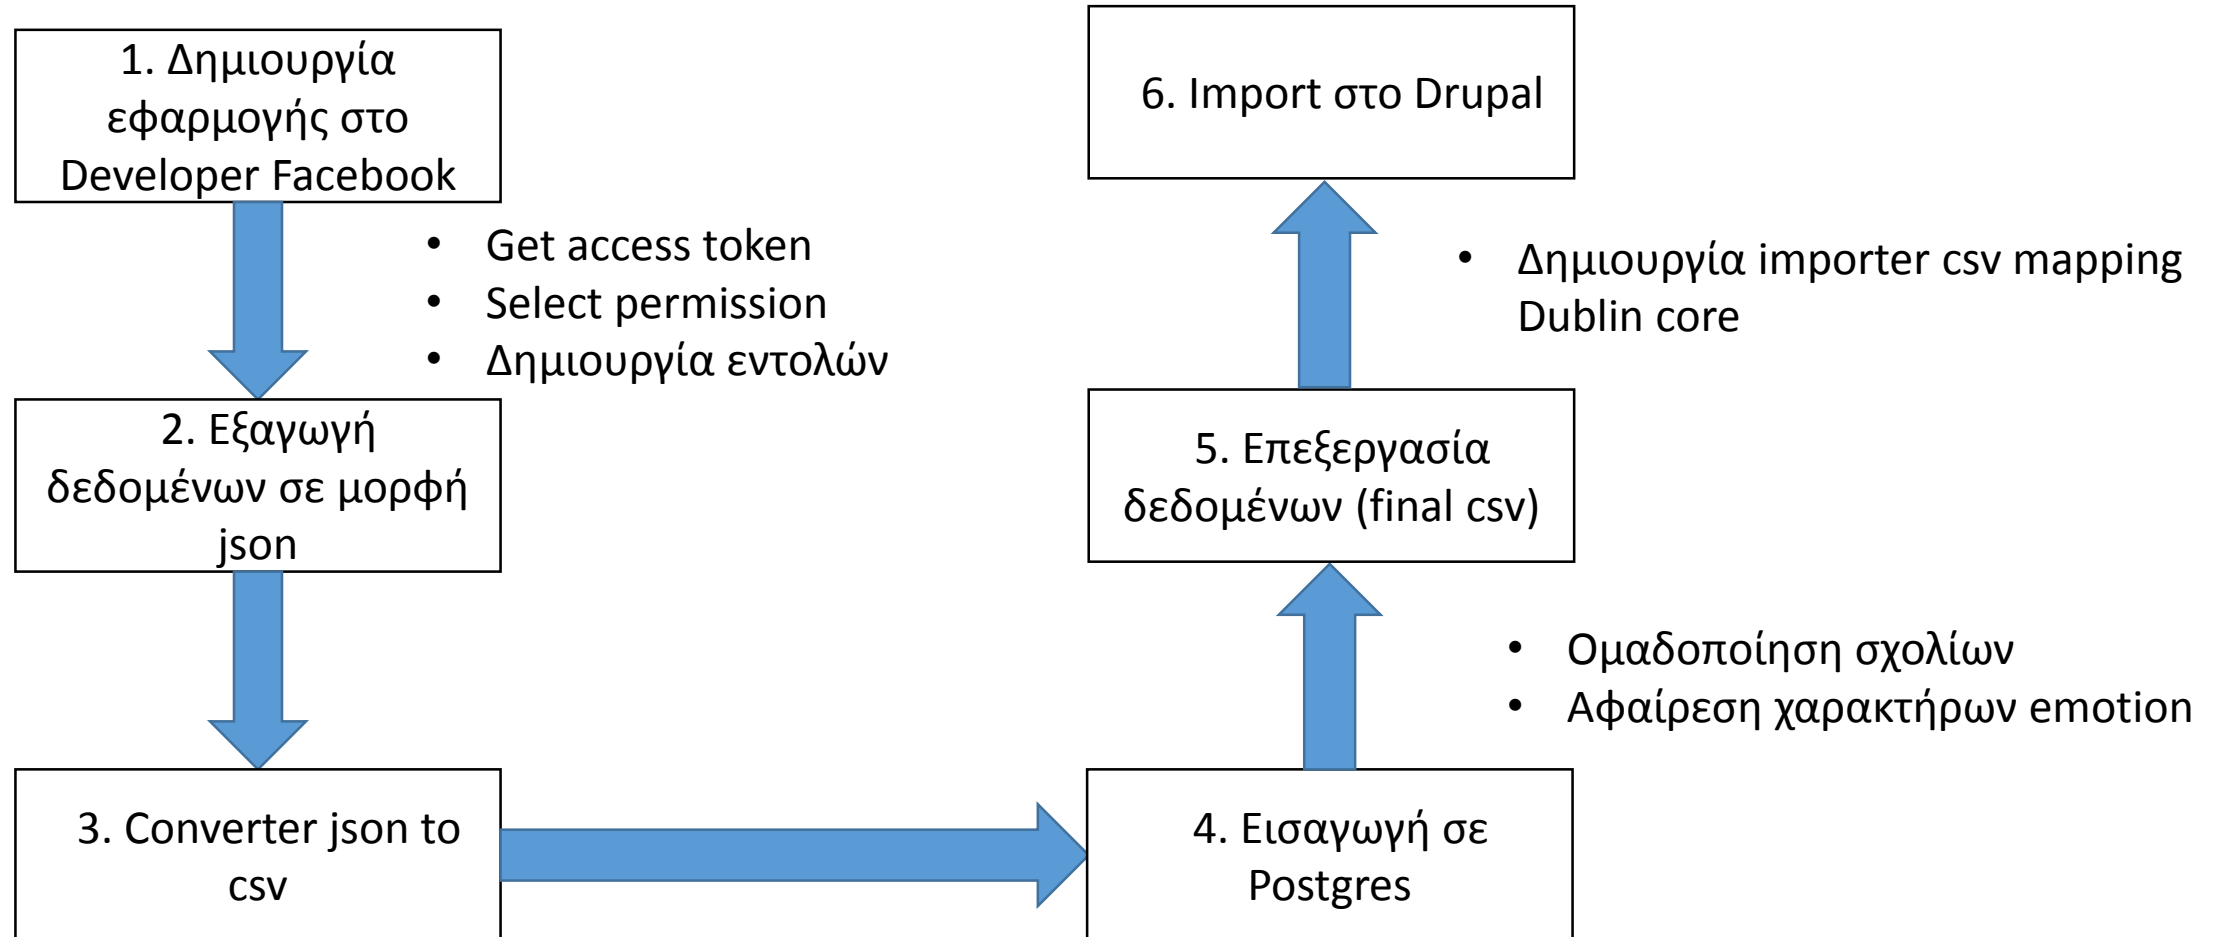 1. Δημιουργία
εφαρμογής στο
Developer Facebook
• Get access token
• Select permission
• Δημιουργία εντολών
2. Εξαγωγή
δεδομένων σε μορφή
json
3. Converter json to
csv
4. Εισαγωγή σε
Postgres
• Ομαδοποίηση σχολίων
• Αφαίρεση χαρακτήρων emotion
5. Επεξεργασία
δεδομένων (final csv)
• Δημιουργία importer csv mapping
Dublin core
6. Import στο Drupal